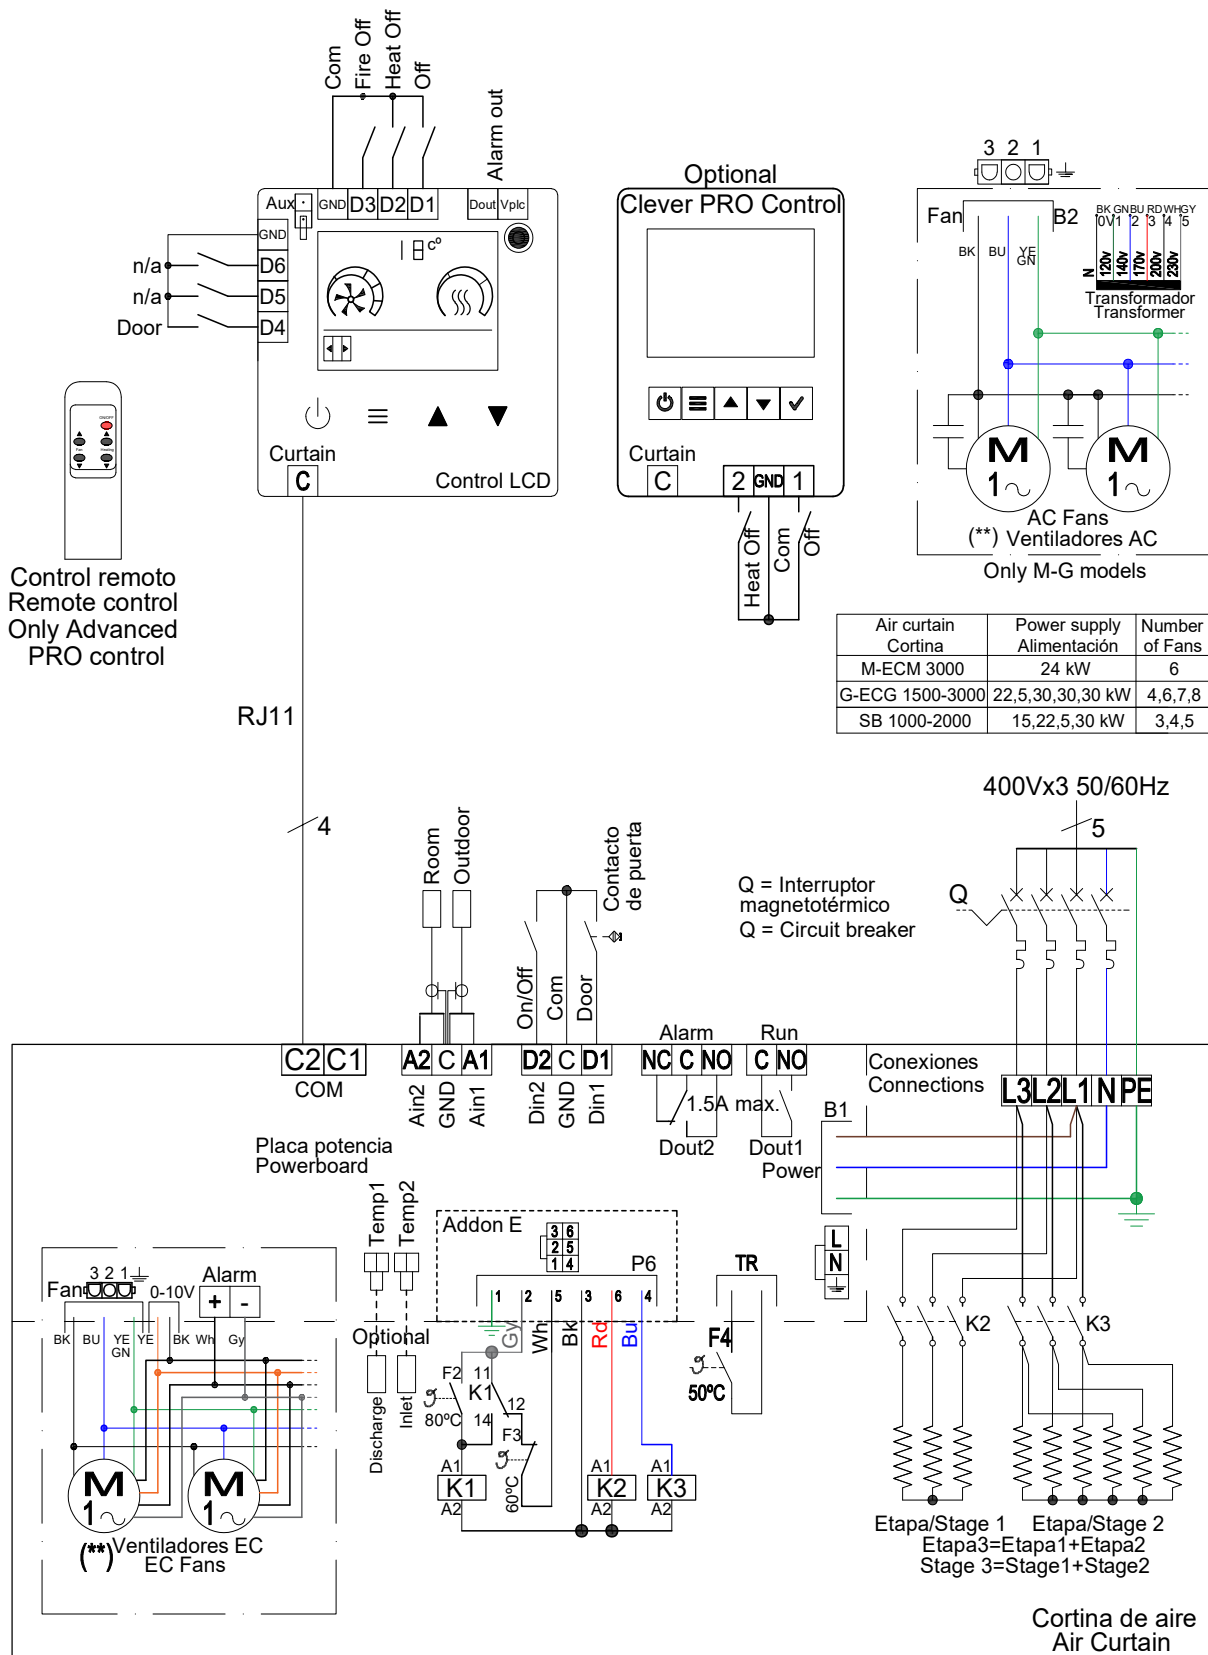 Com
Fire Off
Heat Off
Off
Alarm out
Aux
GND
D3
D2
D1
Dout
Vplc
GND
D6
D5
D4
n/a
n/a
Door
cº
Curtain
C
Control LCD
ON/OFF
Fan
Heating
Control remoto
Remote control
Only Advanced
PRO control
Optional
Clever PRO Control
Curtain
C
2
GND
1
Heat Off
Com
Off
3 2 1
Fan
B2
BK
BU
YE
GN
BK GN BU RD WH GY
0V 1 2 3 4 5
N
120v
140v
170v
200v
230v
Transformador
Transformer
M
1
M
1
AC Fans
(**) Ventiladores AC
Only M-G models
Air curtain Power supply Number
Cortina Alimentación of Fans
M-ECM 3000 24 kW 6
G-ECG 1500-3000 22,5,30,30,30 kW 4,6,7,8
SB 1000-2000 15,22,5,30 kW 3,4,5
RJ11
4
400Vx3 50/60Hz
5
Q
Q = Interruptor
magnetotérmico
Q = Circuit breaker
Room
Outdoor
On/Off
Com
Door
Contacto
de puerta
C2 C1
COM
A2 C A1
Ain2
GND
Ain1
D2 C D1
Din2
GND
Din1
Alarm
NC C NO
Run
C NO
1.5A max.
Dout2
Dout1
Conexiones
Connections
L3 L2 L1 N PE
B1
Power
L
N
Placa potencia
Powerboard
Temp1
Temp2
Optional
Discharge
Inlet
Addon E
3 6
2 5
1 4
P6
1 2 5 3 6 4
Gy
Wh
Bk
Rd
Bu
TR
F4
50ºC
F2
80ºC
11
K1
12
14
F3
60ºC
A1
K1
A2
A1
K2
A2
A1
K3
A2
Fan
3 2 1
0-10V
Alarm
+ -
BK
BU
YE
GN
YE
BK
Wh
Gy
M
1
M
1
(**) Ventiladores EC
EC Fans
K2
K3
Etapa/Stage 1 Etapa/Stage 2
Etapa3=Etapa1+Etapa2
Stage 3=Stage1+Stage2
Cortina de aire
Air Curtain